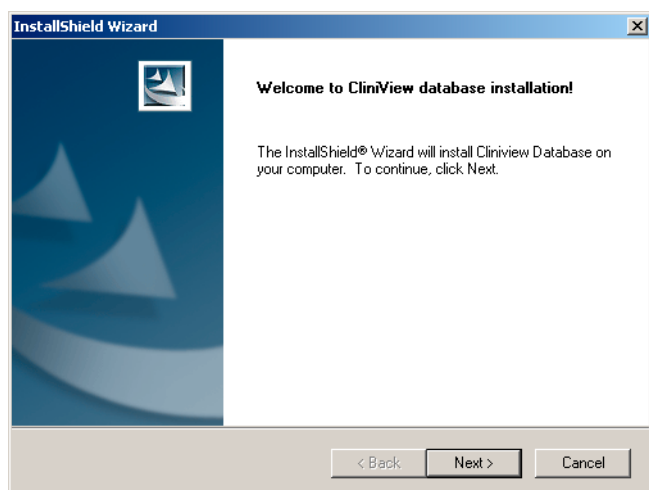 InstallShield Wizard
Welcome to CliniView database installation!
The InstallShield® Wizard will install Cliniview Database on
your computer. To continue, click Next.
< Back Next > Cancel